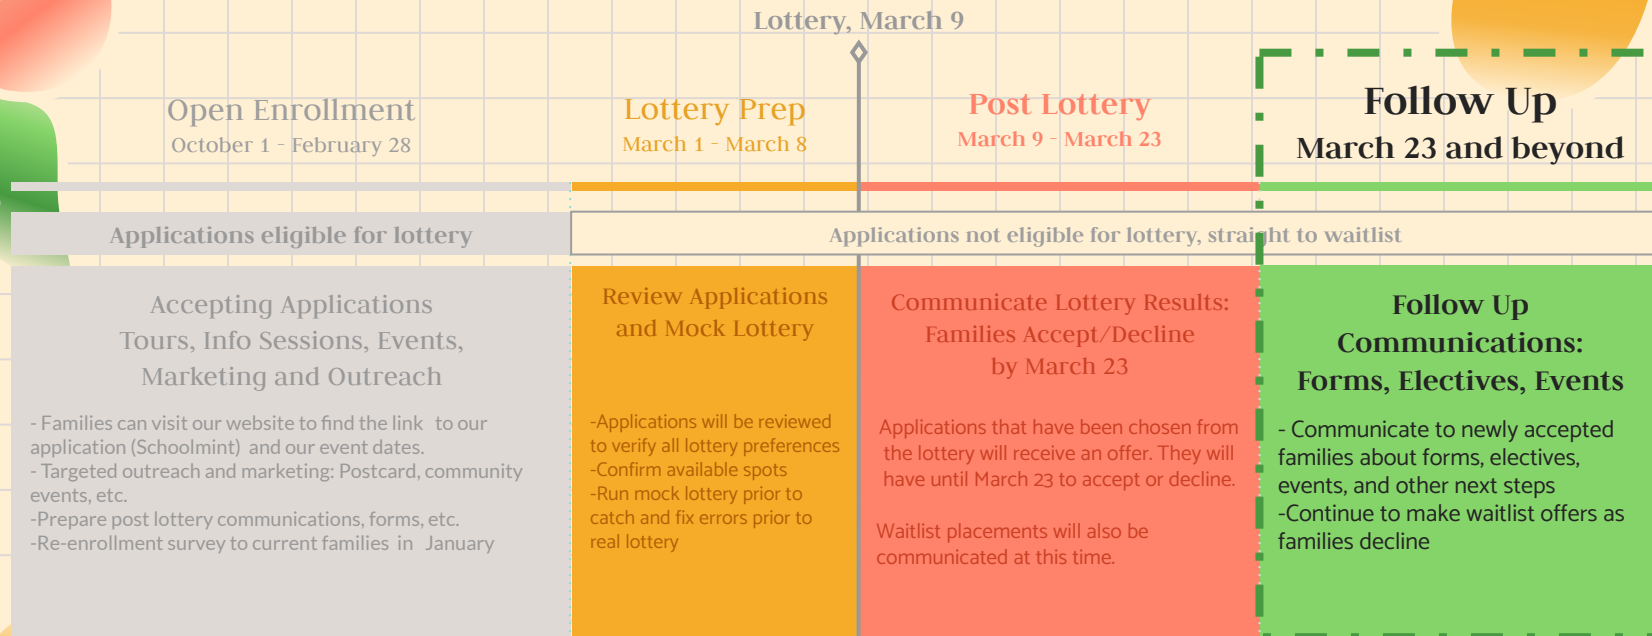 Lottery, March 9
Open Enrollment
October 1 - February 28
Lottery Prep
March 1 - March 8
Post Lottery
March 9 - March 23
Follow Up
March 23 and beyond
Applications eligible for lottery
Applications not eligible for lottery, straight to waitlist
Accepting Applications
Tours, Info Sessions, Events,
Marketing and Outreach
- Families can visit our website to find the link to our
application (Schoolmint) and our event dates.
- Targeted outreach and marketing: Postcard, community
events, etc.
-Prepare post lottery communications, forms, etc.
-Re-enrollment survey to current families in January
Review Applications
and Mock Lottery
-Applications will be reviewed
to verify all lottery preferences
-Confirm available spots
-Run mock lottery prior to
catch and fix errors prior to
real lottery
Communicate Lottery Results:
Families Accept/Decline
by March 23
Applications that have been chosen from
the lottery will receive an offer. They will
have until March 23 to accept or decline.
Waitlist placements will also be
communicated at this time.
Follow Up
Communications:
Forms, Electives, Events
- Communicate to newly accepted
families about forms, electives,
events, and other next steps
-Continue to make waitlist offers as
families decline